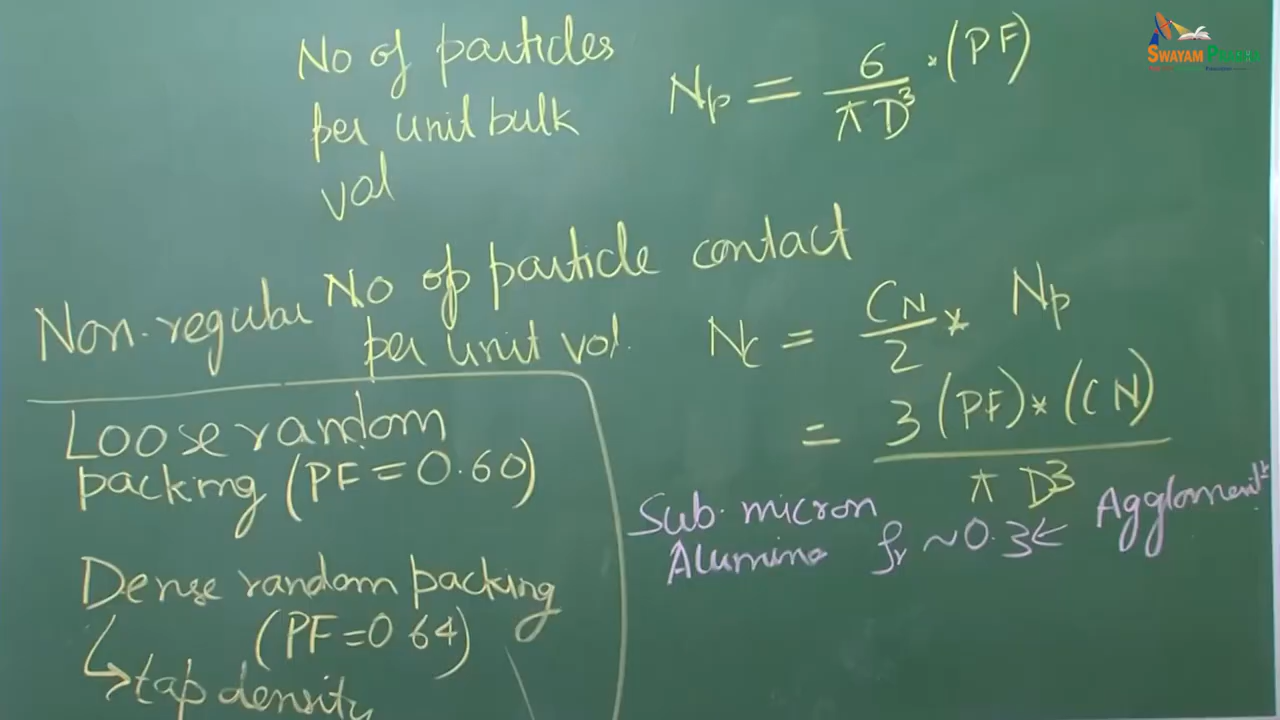 No of particles
per unit bulk
vol
Np = 6/πD³ * (PF)
No of particle contact
per unit vol.
Nc = CN/2 * Np
= 3(PF)*(CN)/πD³
Non-regular
Loose random
packing (PF = 0.60)
Dense random packing
(PF=0.64)
↳ tap density
Sub-micron
Alumina ρr ~0.3 ←
SWAYAM PRABHA